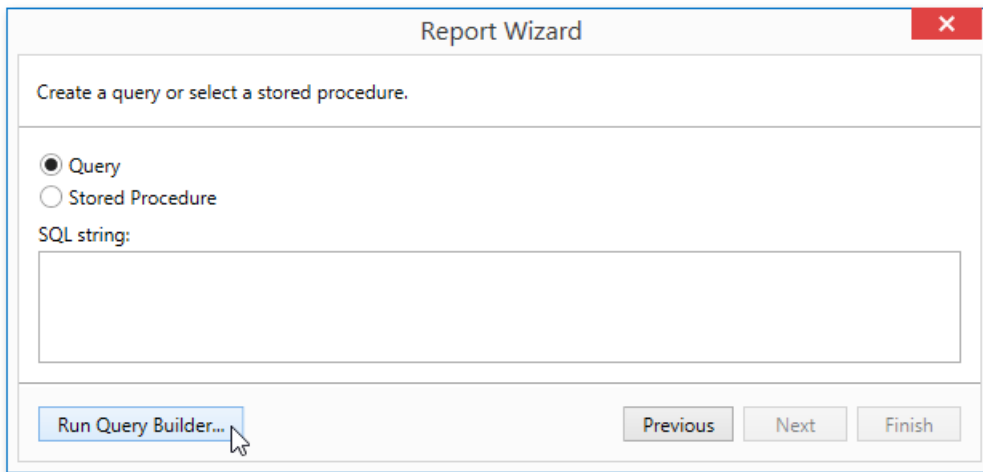 Report Wizard
Create a query or select a stored procedure.
Query
Stored Procedure
SQL string:
Run Query Builder... Previous Next Finish